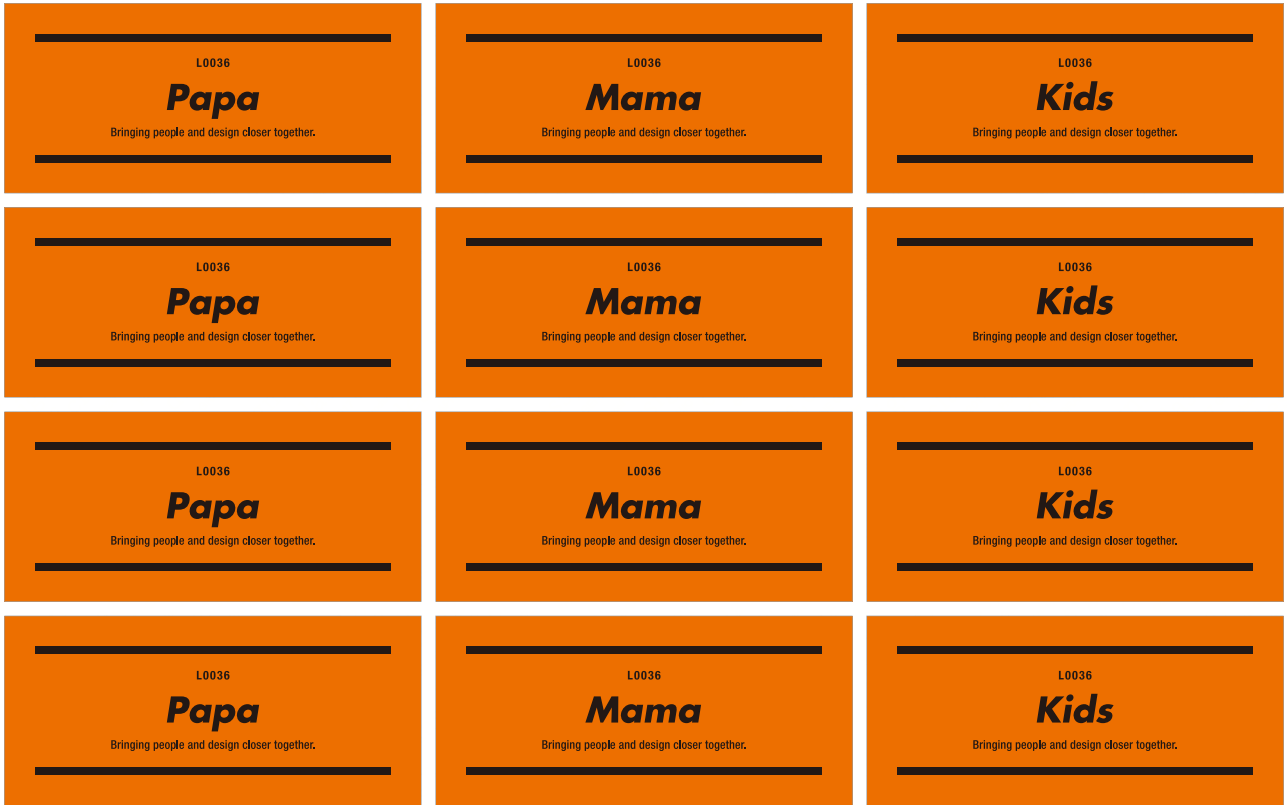 L0036
Papa
Bringing people and design closer together.
L0036
Mama
Bringing people and design closer together.
L0036
Kids
Bringing people and design closer together.
L0036
Papa
Bringing people and design closer together.
L0036
Mama
Bringing people and design closer together.
L0036
Kids
Bringing people and design closer together.
L0036
Papa
Bringing people and design closer together.
L0036
Mama
Bringing people and design closer together.
L0036
Kids
Bringing people and design closer together.
L0036
Papa
Bringing people and design closer together.
L0036
Mama
Bringing people and design closer together.
L0036
Kids
Bringing people and design closer together.